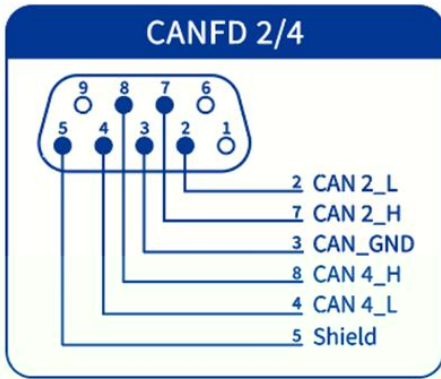 CANFD 2/4
9 8 7 6
5 4 3 2 1
2 CAN 2_L
7 CAN 2_H
3 CAN_GND
8 CAN 4_H
4 CAN 4_L
5 Shield